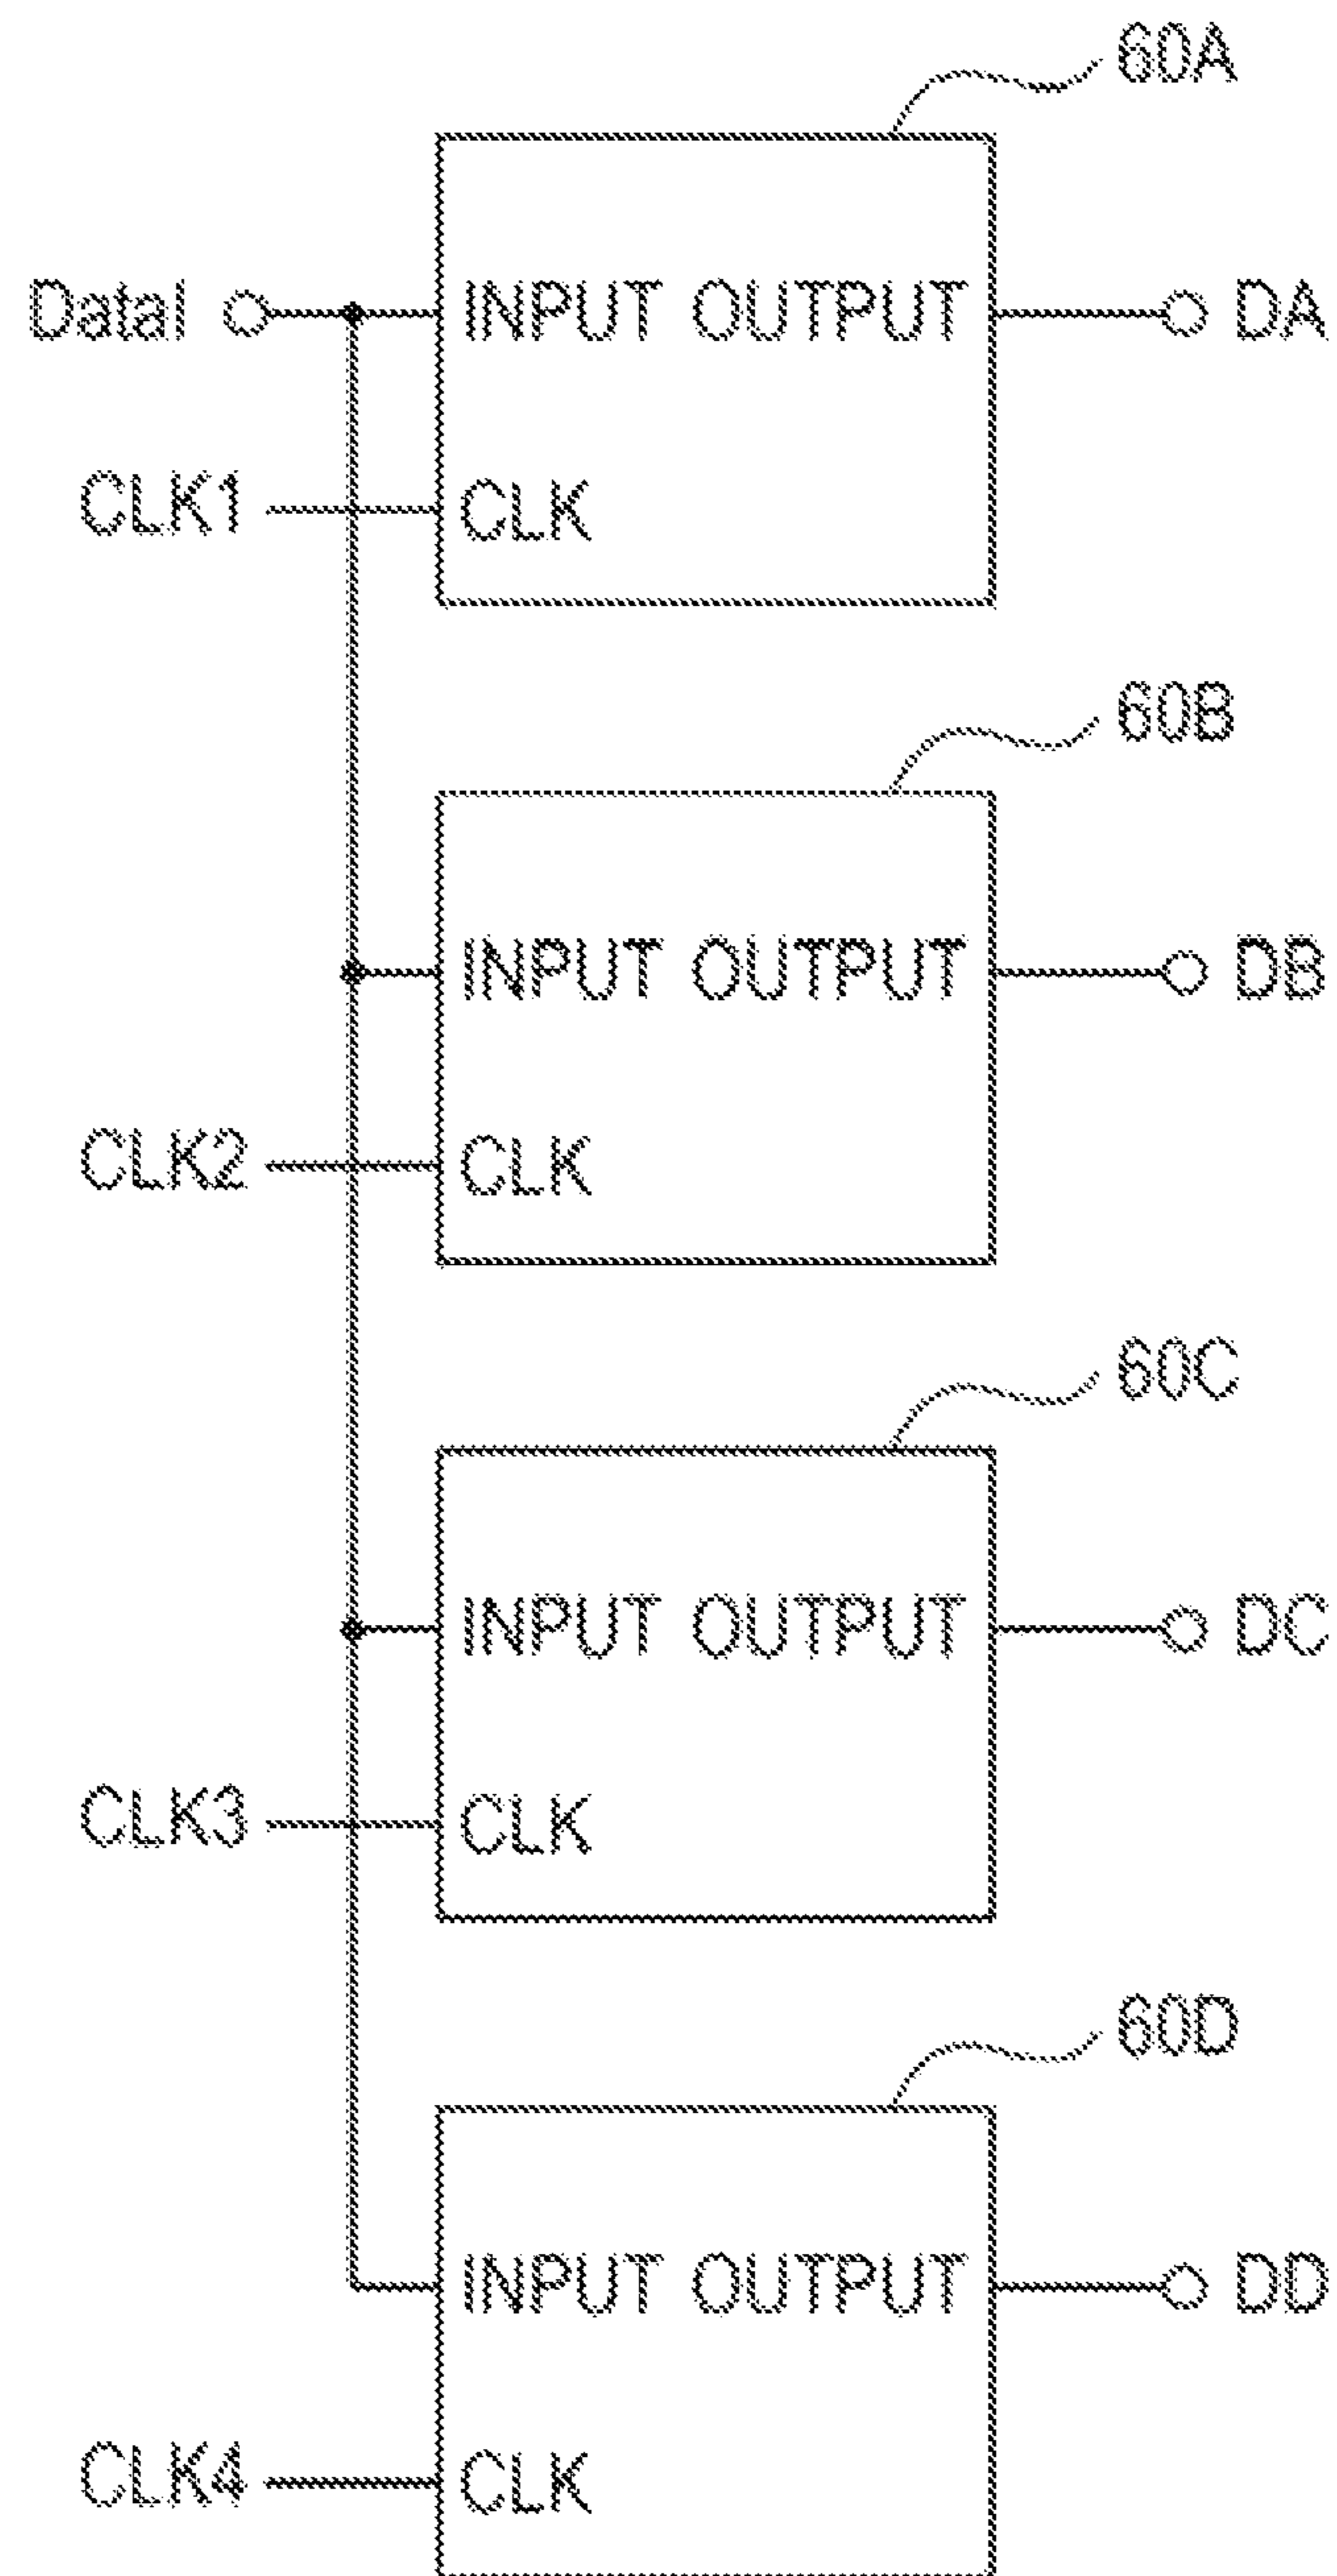 60A
DataI INPUT OUTPUT DA
CLK1 CLK
60B
INPUT OUTPUT DB
CLK2 CLK
60C
INPUT OUTPUT DC
CLK3 CLK
60D
INPUT OUTPUT DD
CLK4 CLK